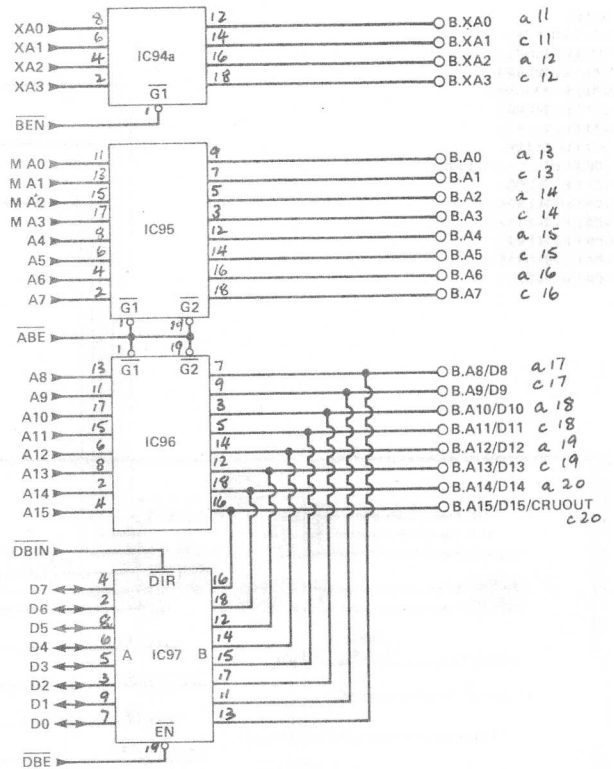 XA0 8 12 B.XA0 a 11
XA1 6 14 B.XA1 c 11
XA2 4 IC94a 16 B.XA2 a 12
XA3 2 18 B.XA3 c 12
G1
BEN 1
M A0 11 9 B.A0 a 13
M A1 13 7 B.A1 c 13
M A2 15 5 B.A2 a 14
M A3 17 IC95 3 B.A3 c 14
A4 8 12 B.A4 a 15
A5 6 14 B.A5 c 15
A6 4 16 B.A6 a 16
A7 2 18 B.A7 c 16
G1 G2
1 19
ABE
1 19
G1 G2
A8 13 7 B.A8/D8 a 17
A9 11 9 B.A9/D9 c 17
A10 17 3 B.A10/D10 a 18
A11 15 5 B.A11/D11 c 18
A12 6 IC96 14 B.A12/D12 a 19
A13 8 12 B.A13/D13 c 19
A14 2 18 B.A14/D14 a 20
A15 4 16 B.A15/D15/CRUOUT
c 20
DBIN
DIR
D7 4 16
D6 2 18
D5 8 12
D4 6 14
D3 5 A IC97 B 15
D2 3 17
D1 9 11
D0 7 13
EN
19
DBE